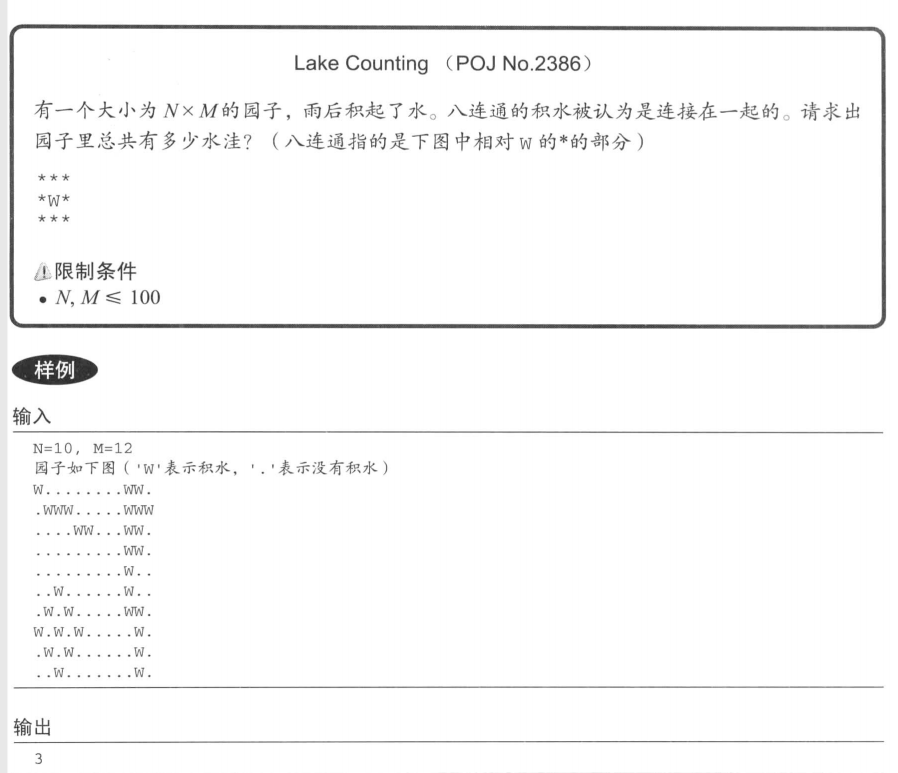 Lake Counting （POJ No.2386）
有一个大小为 N×M 的园子，雨后积起了水。八连通的积水被认为是连接在一起的。请求出
园子里总共有多少水洼？（八连通指的是下图中相对 W 的*的部分）
***
*W*
***
限制条件
• N, M ≤ 100
样例
输入
N=10, M=12
园子如下图（'W'表示积水，'.'表示没有积水）
W........WW.
.WWW.....WWW
....WW...WW.
.........WW.
.........W..
..W......W..
.W.W.....WW.
W.W.W.....W.
.W.W......W.
..W.......W.
输出
3